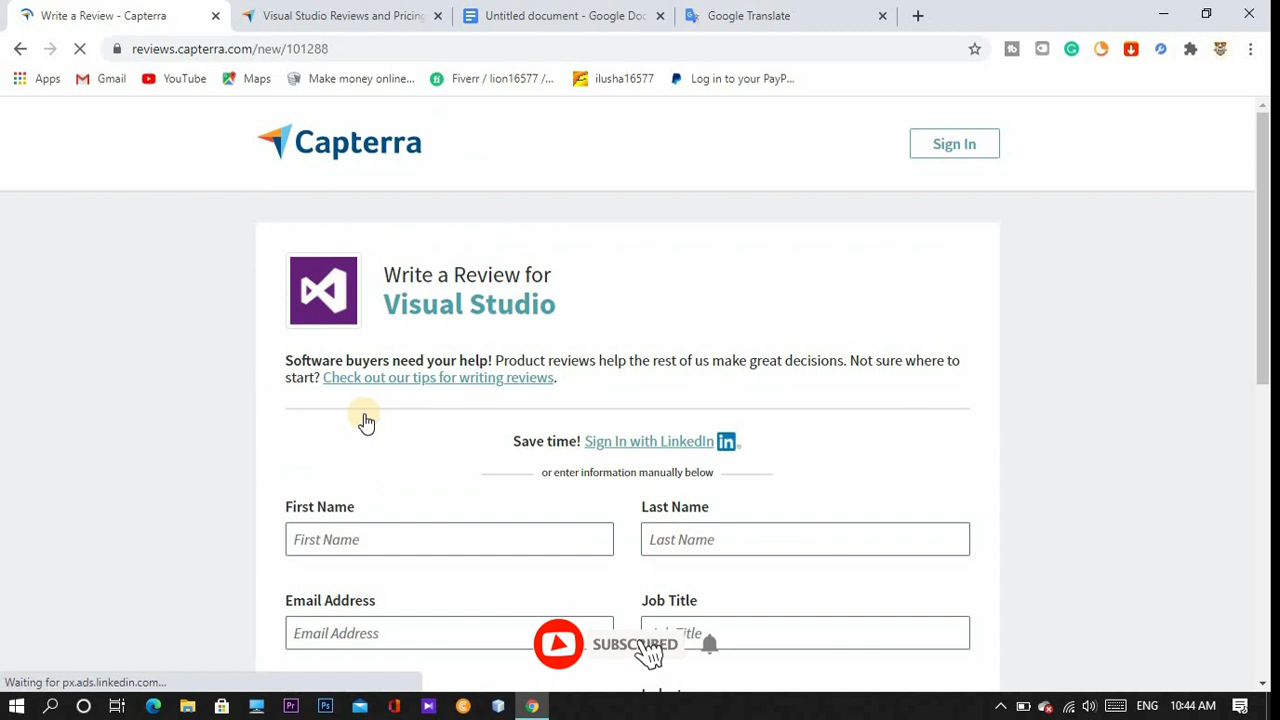 Write a Review - Capterra
Visual Studio Reviews and Pricing
Untitled document - Google Doc
Google Translate
reviews.capterra.com/new/101288
Apps
Gmail
YouTube
Maps
Make money online...
Fiverr / lion16577 /...
ilusha16577
Log in to your PayP...
Capterra
Sign In
Write a Review for
Visual Studio
Software buyers need your help! Product reviews help the rest of us make great decisions. Not sure where to
start? Check out our tips for writing reviews.
Save time! Sign In with LinkedIn in
or enter information manually below
First Name
Last Name
First Name
Last Name
Email Address
Job Title
Email Address
SUBSCRIBED
Waiting for px.ads.linkedin.com...
ENG
10:44 AM